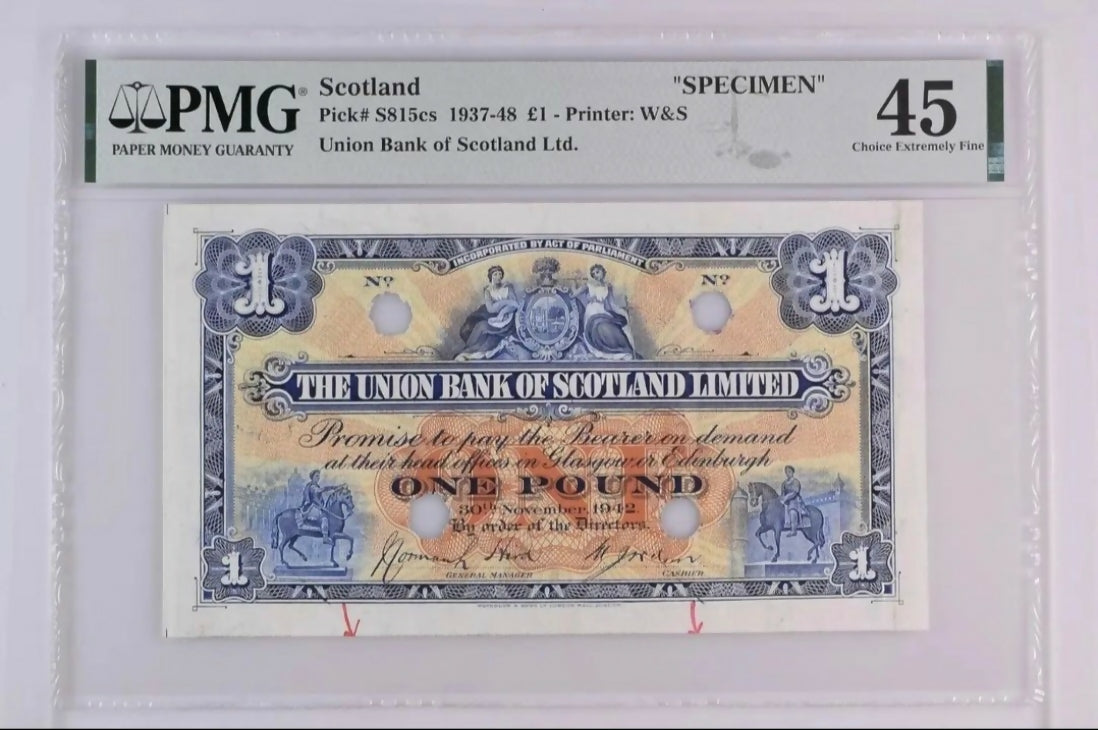 PMG®
PAPER MONEY GUARANTY
Scotland "SPECIMEN"
Pick# S815cs 1937-48 £1 - Printer: W&S
Union Bank of Scotland Ltd.
45
Choice Extremely Fine
INCORPORATED BY ACT OF PARLIAMENT
1 Nº Nº 1
THE UNION BANK OF SCOTLAND LIMITED
Promise to pay the Bearer on demand
at their head offices in Glasgow or Edinburgh
ONE
ONE POUND
30th November, 1942.
By order of the Directors.
Norman L Hird
GENERAL MANAGER CASHIER
1 1